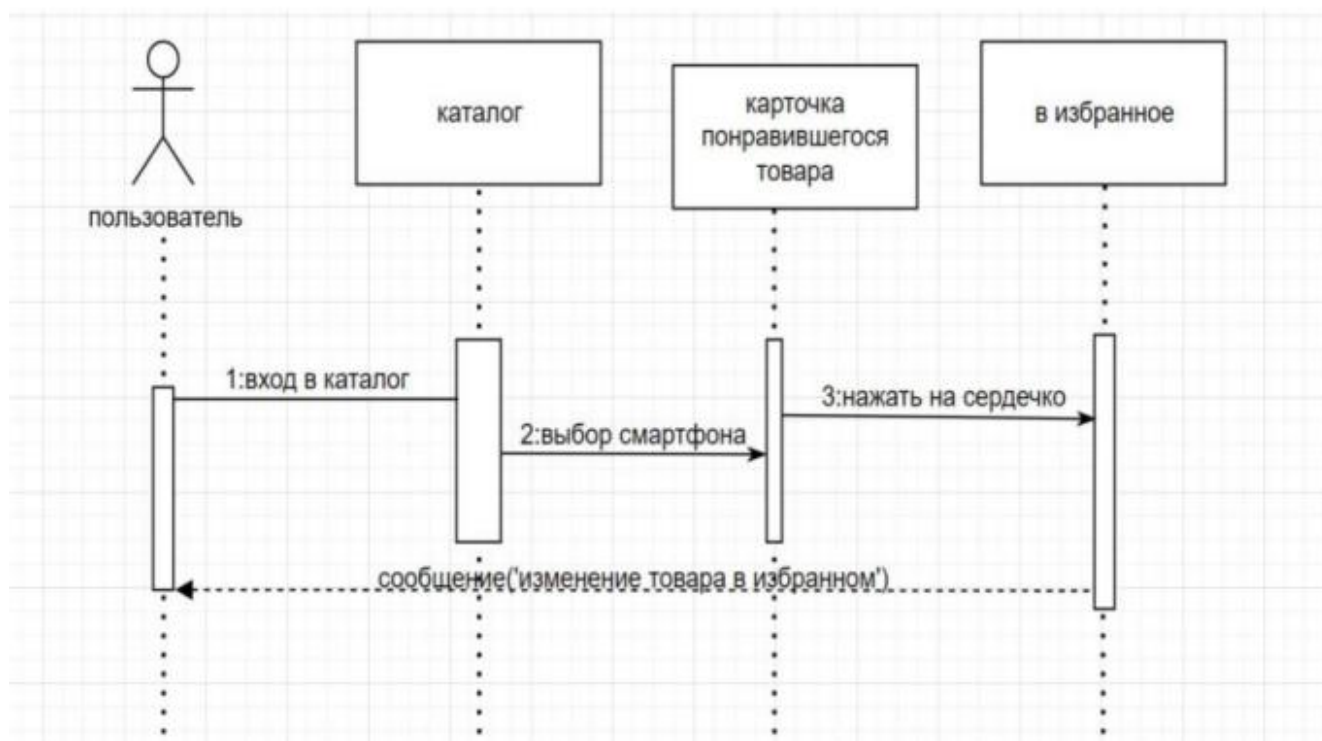 каталог
карточка
понравившегося
товара
в избранное
пользователь
1:вход в каталог
3:нажать на сердечко
2:выбор смартфона
сообщение('изменение товара в избранном')